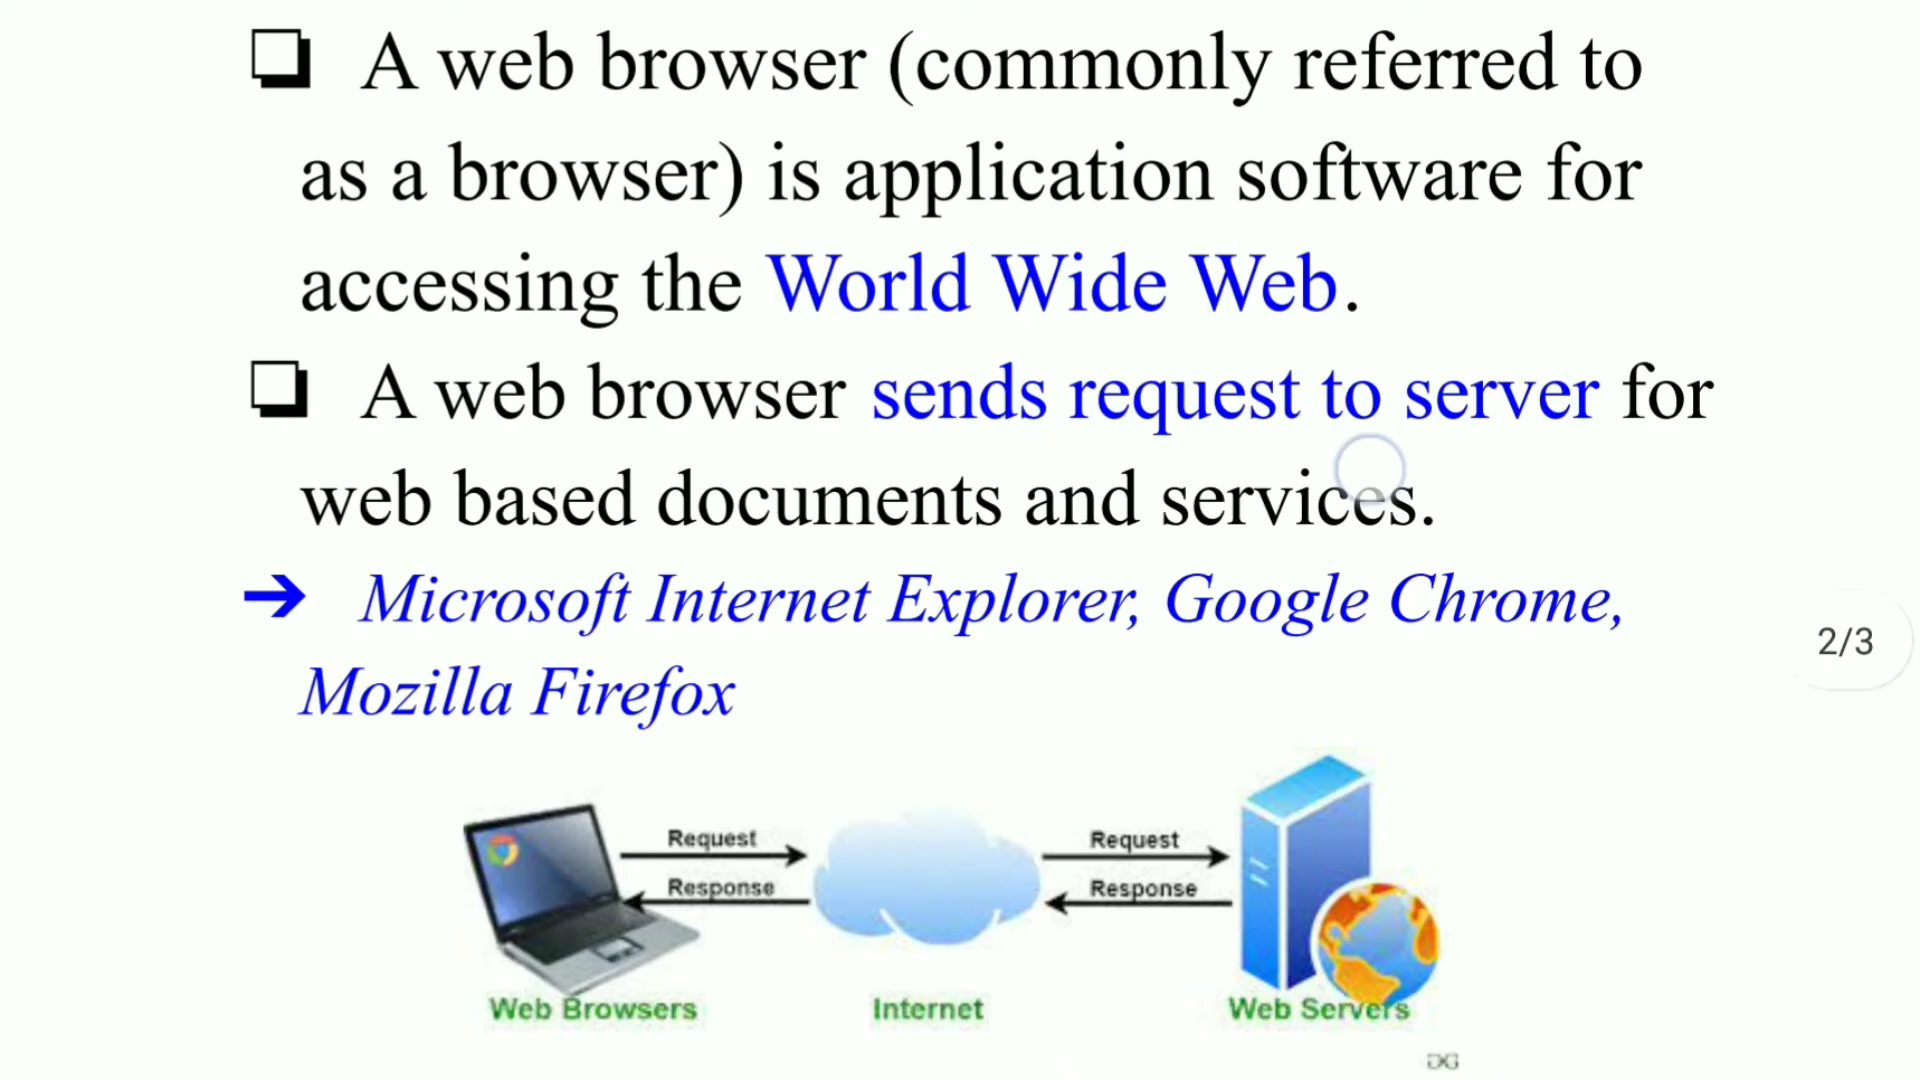 ❑ A web browser (commonly referred to
as a browser) is application software for
accessing the World Wide Web.
❑ A web browser sends request to server for
web based documents and services.
➔ Microsoft Internet Explorer, Google Chrome,
Mozilla Firefox
2/3
Request Request
Response Response
Web Browsers Internet Web Servers